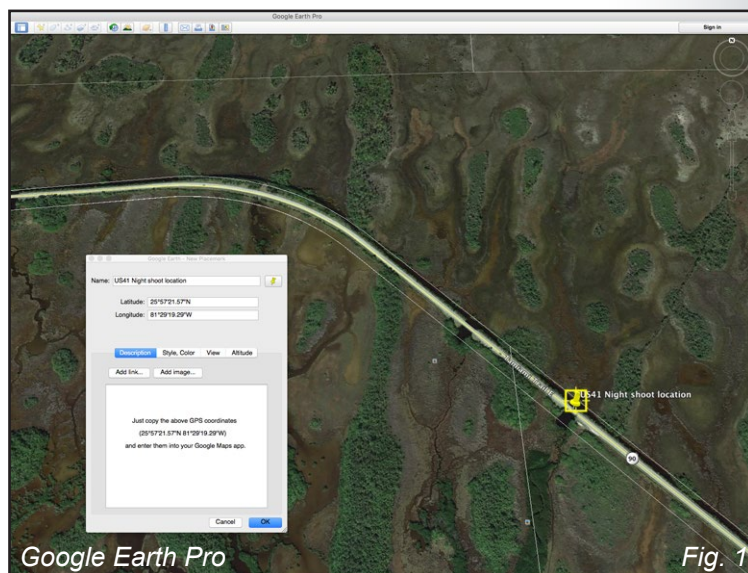 Google Earth Pro
Sign in
N
Google Earth - New Placemark
Name: US41 Night shoot location
Latitude: 25°57'21.57"N
Longitude: 81°29'19.29"W
Description Style, Color View Altitude
Add link... Add image...
Just copy the above GPS coordinates
(25°57'21.57"N 81°29'19.29"W)
and enter them into your Google Maps app.
Cancel OK
US41 Night shoot location
90
Google Earth Pro
Fig. 1